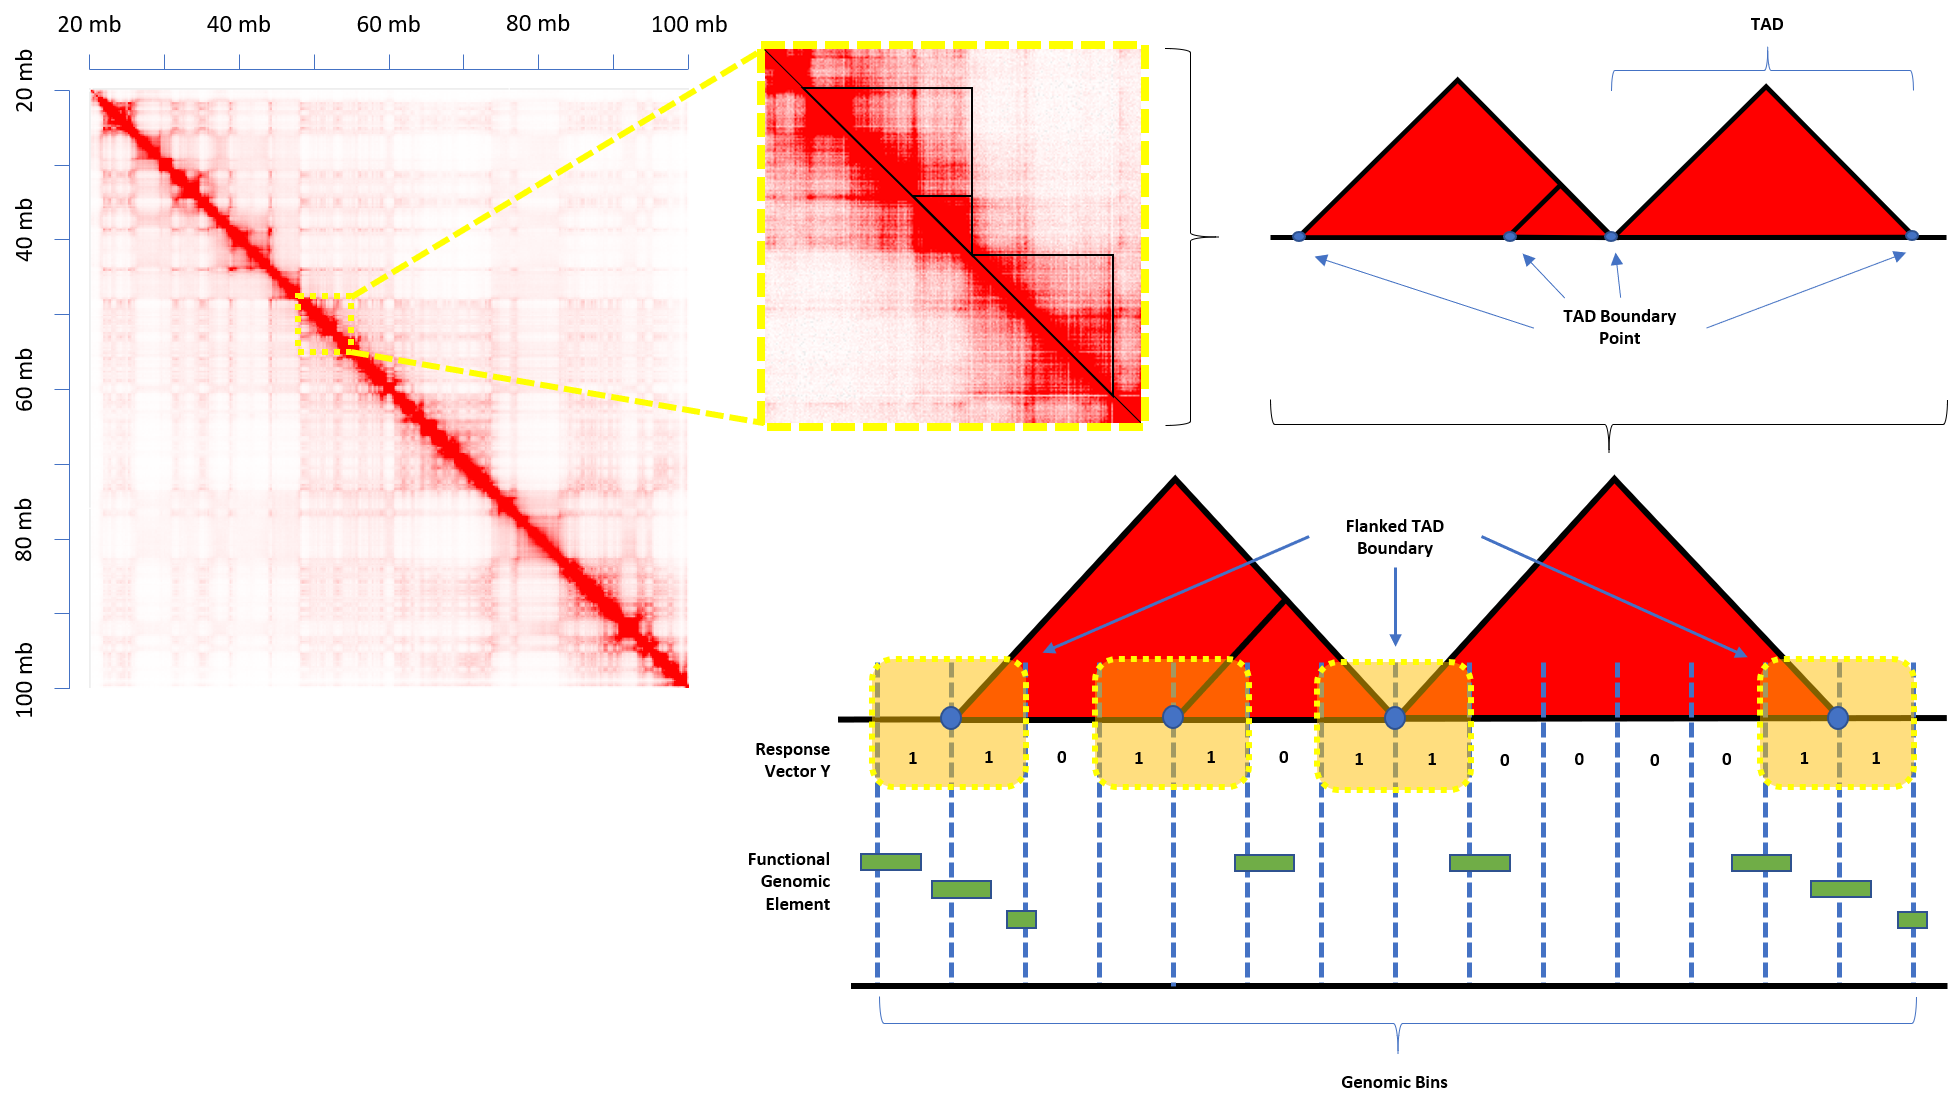 20 mb 40 mb 60 mb 80 mb 100 mb
20 mb
40 mb
60 mb
80 mb
100 mb
TAD
TAD Boundary
Point
Flanked TAD
Boundary
Response
Vector Y
1 1 0 1 1 0 1 1 0 0 0 0 1 1
Functional
Genomic
Element
Genomic Bins